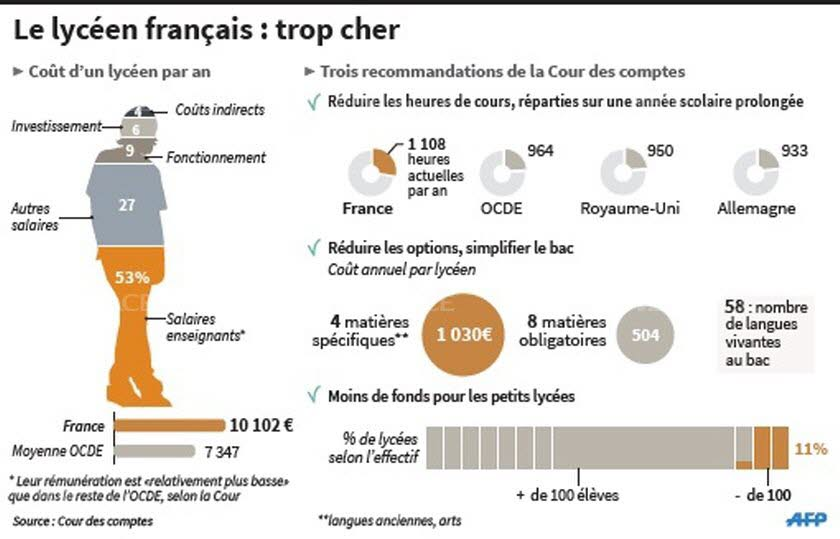 Le lycéen français : trop cher
Coût d'un lycéen par an
Coûts indirects
4
Investissement
6
9
Fonctionnement
Autres
salaires
27
53%
Salaires
enseignants*
France
10 102 €
Moyenne OCDE
7 347
* Leur rémunération est «relativement plus basse»
que dans le reste de l'OCDE, selon la Cour
Source : Cour des comptes
Trois recommandations de la Cour des comptes
Réduire les heures de cours, réparties sur une année scolaire prolongée
1 108
heures
actuelles
par an
France
964
OCDE
950
Royaume-Uni
933
Allemagne
Réduire les options, simplifier le bac
Coût annuel par lycéen
4 matières
spécifiques**
1 030€
8 matières
obligatoires
504
58 : nombre
de langues
vivantes
au bac
Moins de fonds pour les petits lycées
% de lycées
selon l'effectif
11%
+ de 100 élèves
- de 100
**langues anciennes, arts
AFP